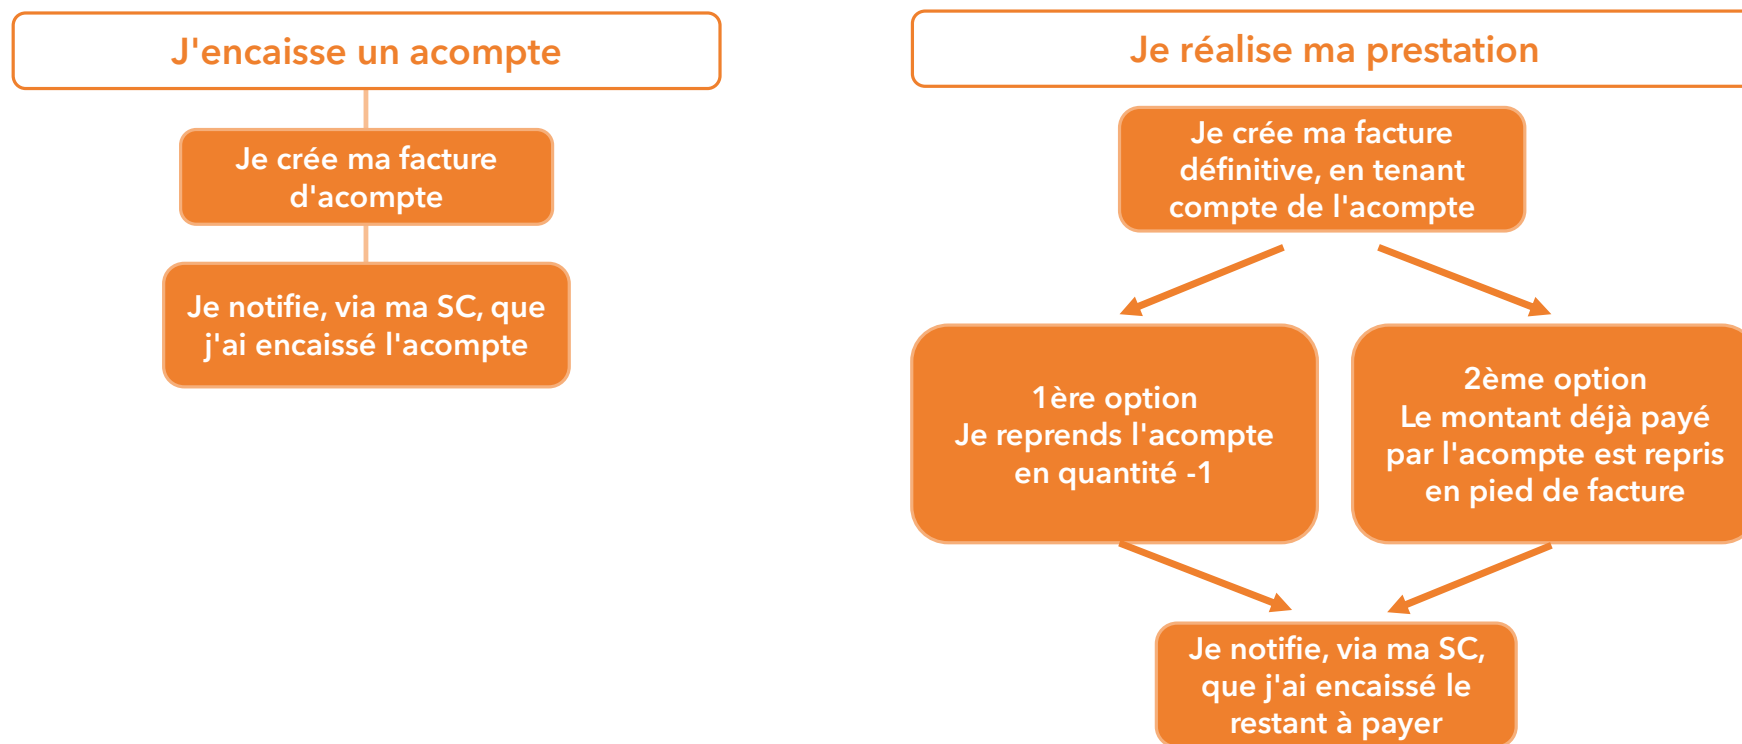 J'encaisse un acompte
Je crée ma facture
d'acompte
Je notifie, via ma SC, que
j'ai encaissé l'acompte
Je réalise ma prestation
Je crée ma facture
définitive, en tenant
compte de l'acompte
1ère option
Je reprends l'acompte
en quantité -1
2ème option
Le montant déjà payé
par l'acompte est repris
en pied de facture
Je notifie, via ma SC,
que j'ai encaissé le
restant à payer